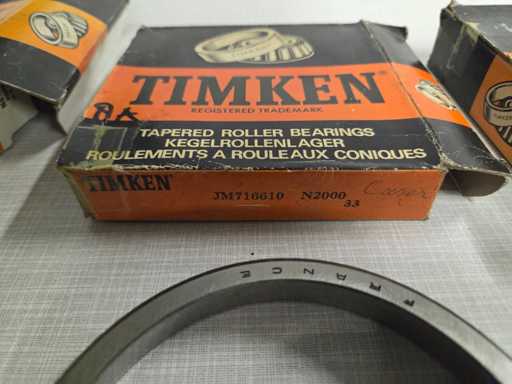 TIMKEN
REGISTERED TRADEMARK
TAPERED ROLLER BEARINGS
KEGELROLLENLAGER
ROULEMENTS A ROULEAUX CONIQUES
TIMKEN JM716610 N2000
33
FRANCE